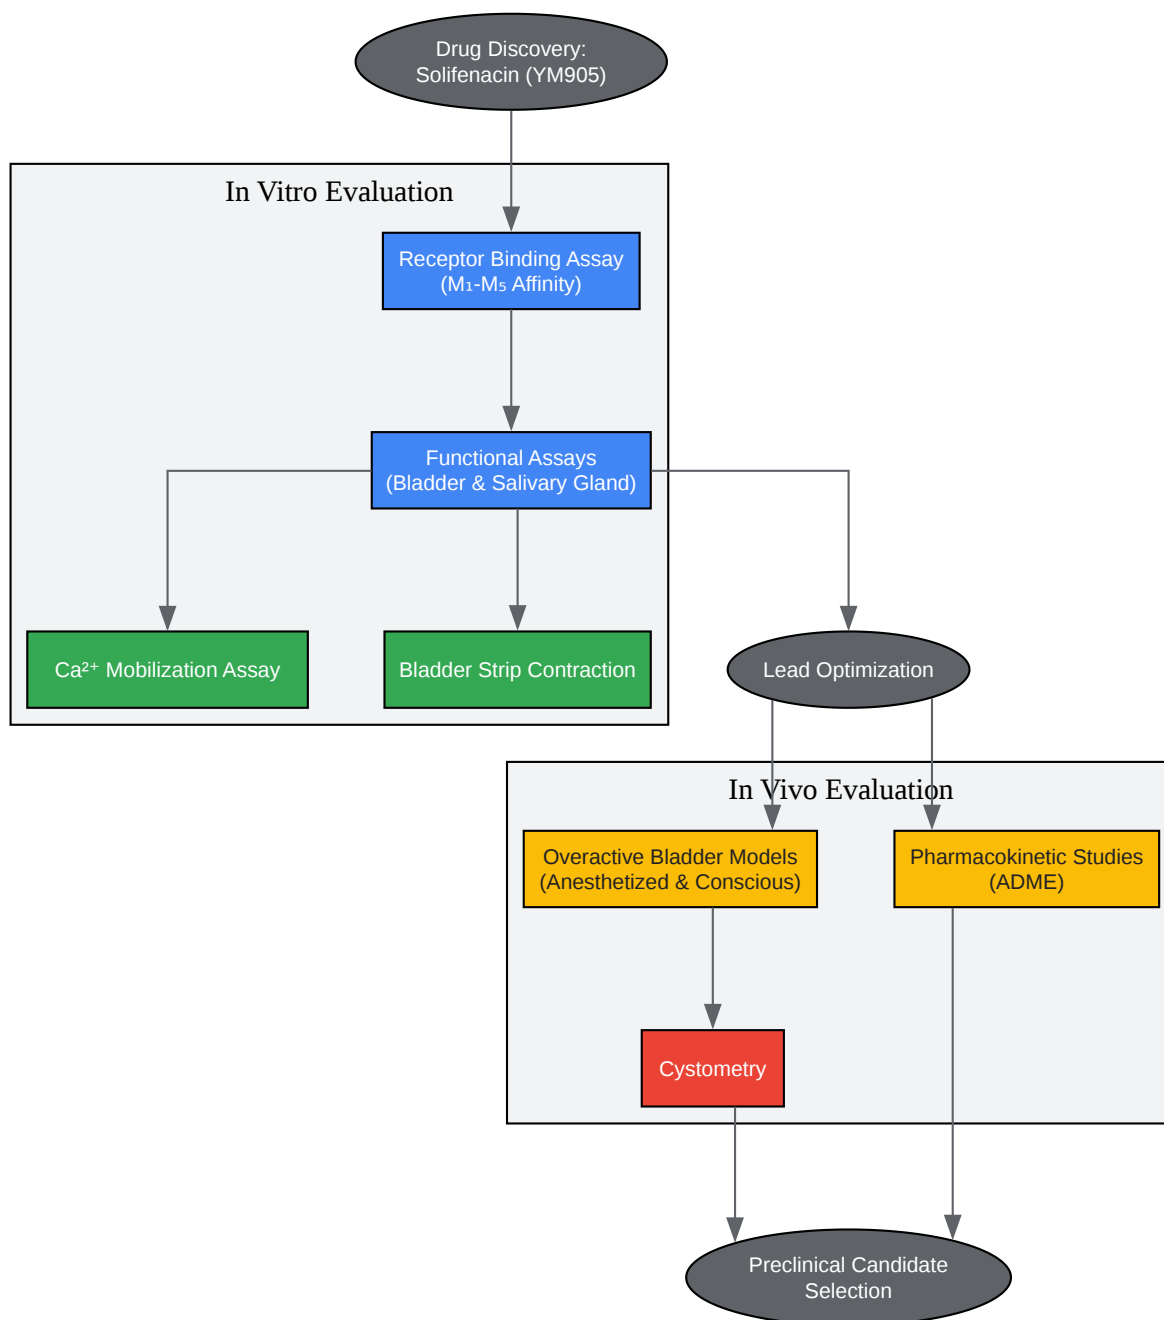 Drug Discovery:
Solifenacin (YM905)
In Vitro Evaluation
Receptor Binding Assay
(M₁-M₅ Affinity)
Functional Assays
(Bladder & Salivary Gland)
Ca²⁺ Mobilization Assay
Bladder Strip Contraction
Lead Optimization
In Vivo Evaluation
Overactive Bladder Models
(Anesthetized & Conscious)
Pharmacokinetic Studies
(ADME)
Cystometry
Preclinical Candidate
Selection